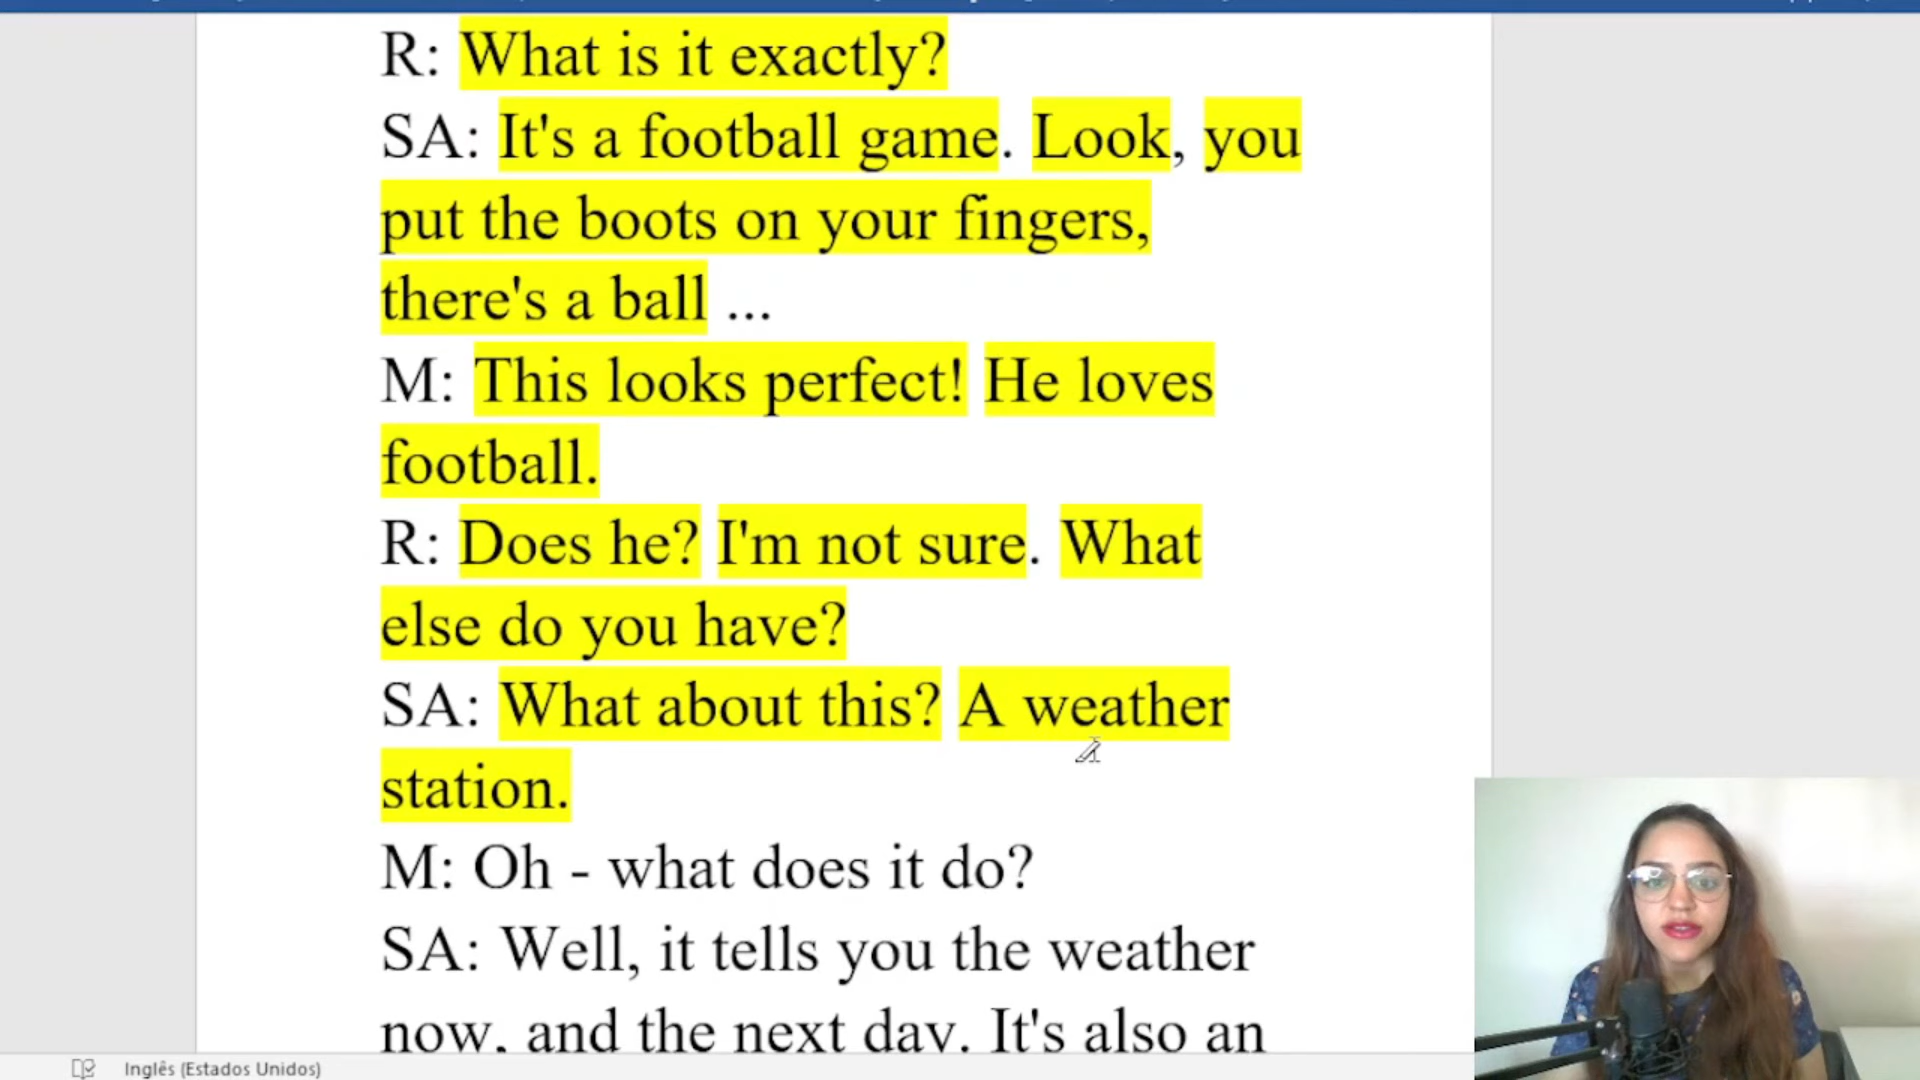 R: What is it exactly?
SA: It's a football game. Look, you
put the boots on your fingers,
there's a ball ...
M: This looks perfect! He loves
football.
R: Does he? I'm not sure. What
else do you have?
SA: What about this? A weather
station.
M: Oh - what does it do?
SA: Well, it tells you the weather
now, and the next day. It's also an
Inglês (Estados Unidos)